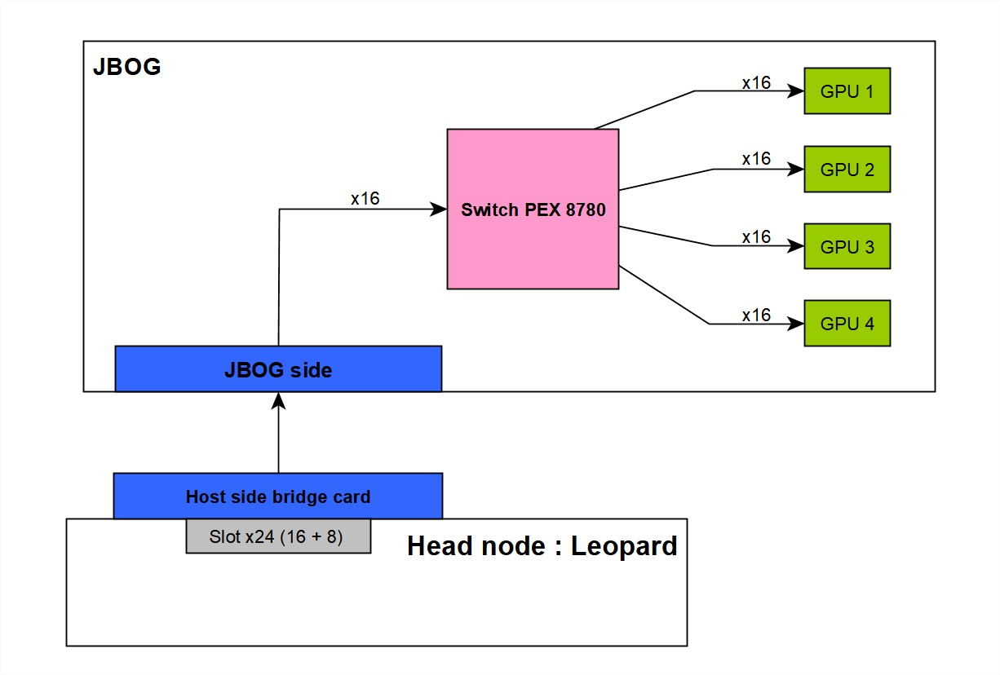 JBOG
x16
GPU 1
x16
GPU 2
x16
Switch PEX 8780
x16
GPU 3
x16
GPU 4
JBOG side
Host side bridge card
Slot x24 (16 + 8)
Head node : Leopard